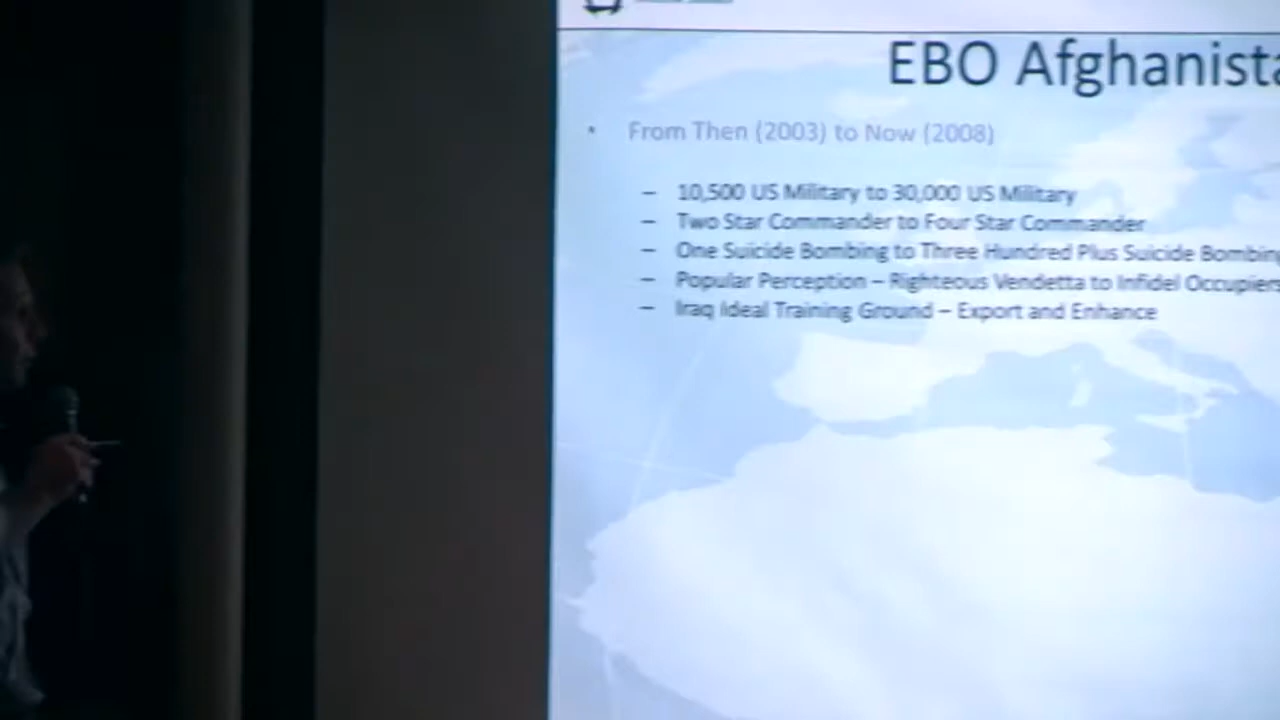 EBO Afghanista
• From Then (2003) to Now (2008)
– 10,500 US Military to 30,000 US Military
– Two Star Commander to Four Star Commander
– One Suicide Bombing to Three Hundred Plus Suicide Bombin
– Popular Perception – Righteous Vendetta to Infidel Occupiers
– Iraq Ideal Training Ground – Export and Enhance